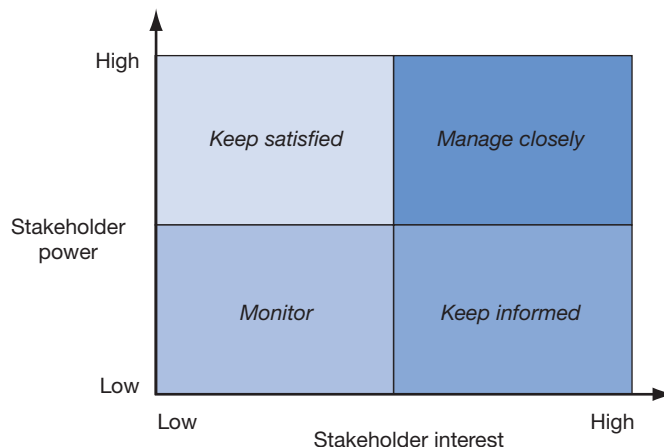 High
Keep satisfied
Manage closely
Stakeholder
power
Monitor
Keep informed
Low
Low
High
Stakeholder interest